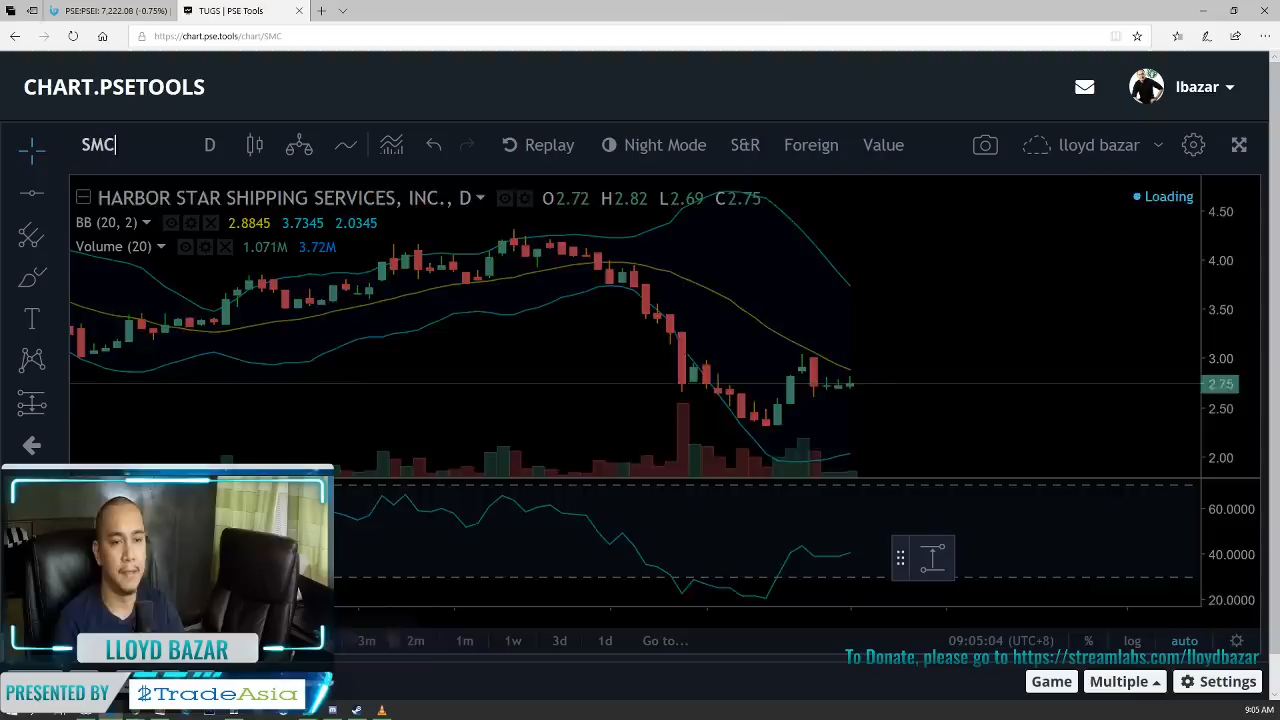 PSE:PSEI: 7,222.08 (-0.75%)
TUGS | PSE Tools
https://chart.pse.tools/chart/SMC
CHART.PSETOOLS
lbazar
SMC
D
Replay
Night Mode
S&R
Foreign
Value
lloyd bazar
HARBOR STAR SHIPPING SERVICES, INC., D
O2.72 H2.82 L2.69 C2.75
Loading
BB (20, 2)
2.8845 3.7345 2.0345
Volume (20)
1.071M 3.72M
4.50
4.00
3.50
3.00
2.75
2.50
2.00
60.0000
40.0000
20.0000
3m 2m 1m 1w 3d 1d Go to...
09:05:04 (UTC+8) % log auto
To Donate, please go to https://streamlabs.com/lloydbazar
LLOYD BAZAR
PRESENTED BY
$TradeAsia
Game
Multiple
Settings
9:05 AM